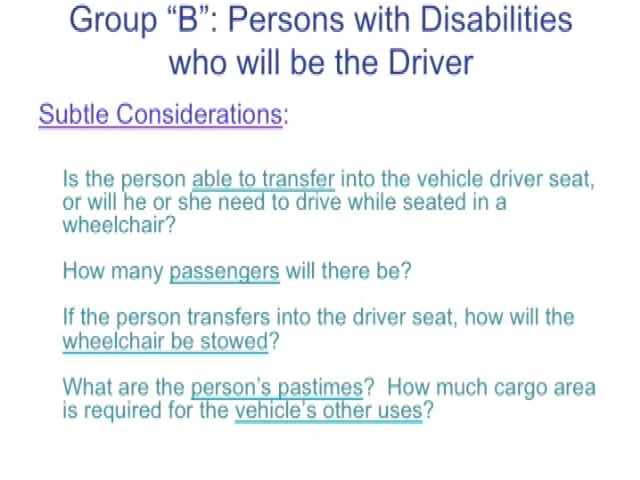 Group “B”: Persons with Disabilities
who will be the Driver
Subtle Considerations:
Is the person able to transfer into the vehicle driver seat,
or will he or she need to drive while seated in a
wheelchair?
How many passengers will there be?
If the person transfers into the driver seat, how will the
wheelchair be stowed?
What are the person’s pastimes?  How much cargo area
is required for the vehicle’s other uses?